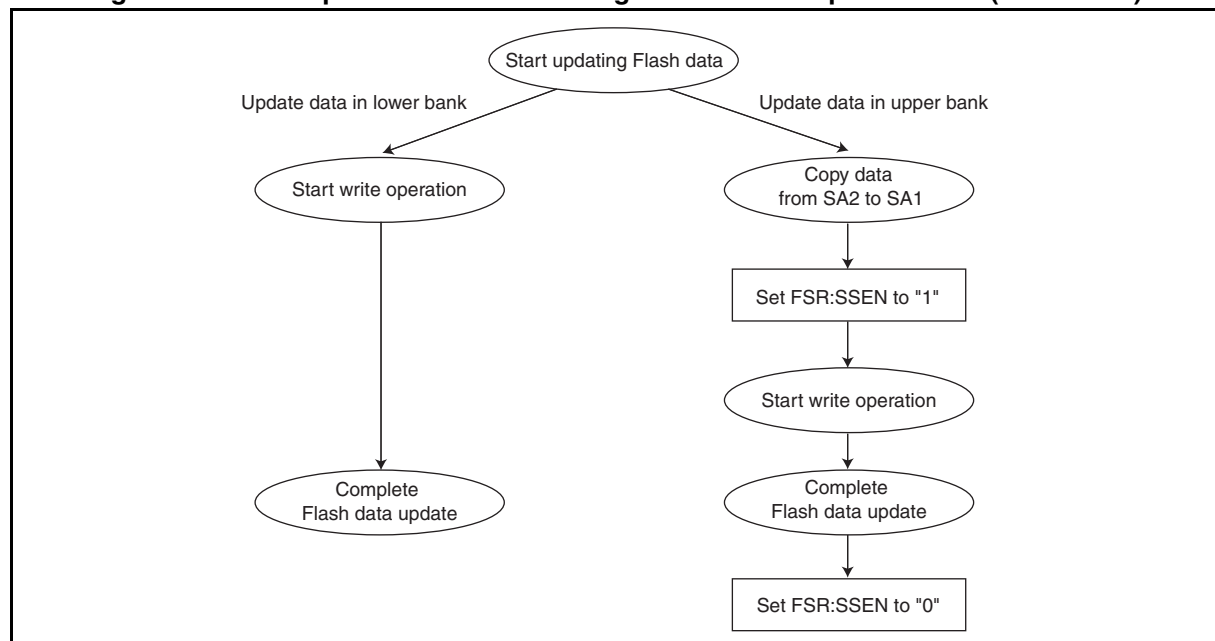 Start updating Flash data
Update data in lower bank
Update data in upper bank
Start write operation
Complete
Flash data update
Copy data
from SA2 to SA1
Set FSR:SSEN to "1"
Start write operation
Complete
Flash data update
Set FSR:SSEN to "0"